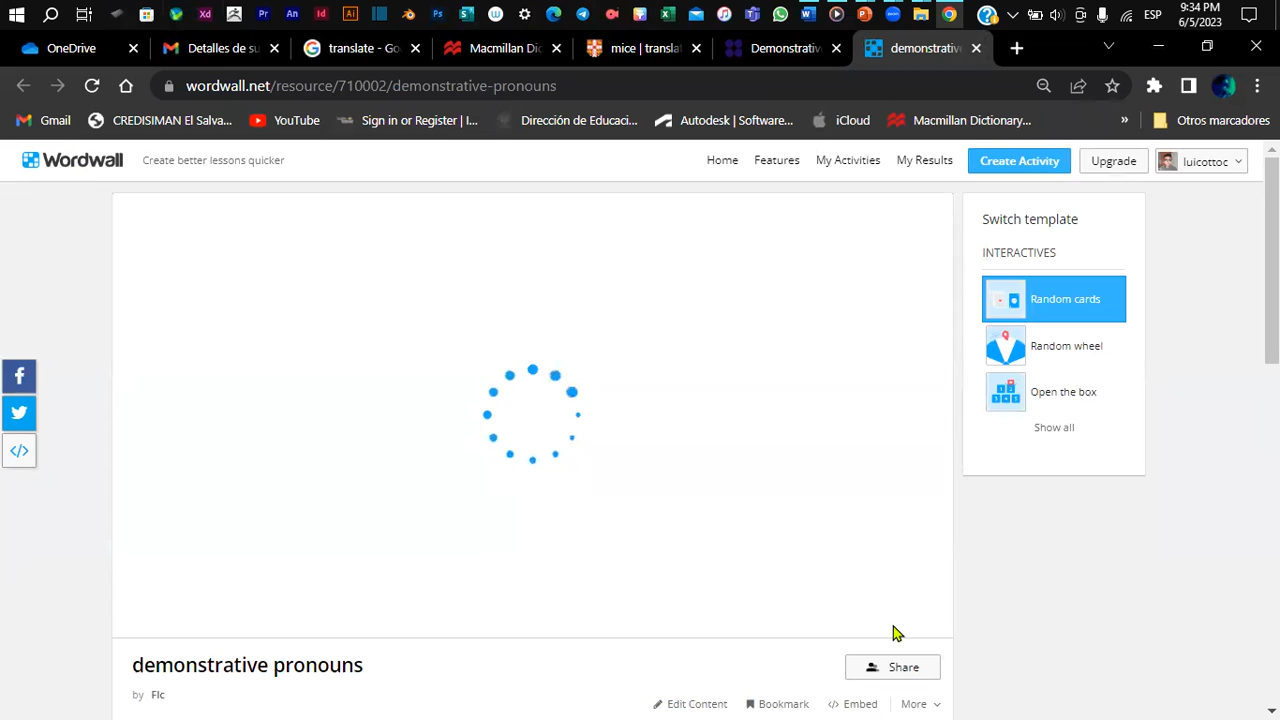 ESP
9:34 PM
6/5/2023
OneDrive
Detalles de su
translate - Go
Macmillan Dic
mice | transla
Demonstrativ
demonstrativ
wordwall.net/resource/710002/demonstrative-pronouns
Gmail
CREDISIMAN El Salva...
YouTube
Sign in or Register | I...
Dirección de Educaci...
Autodesk | Software...
iCloud
Macmillan Dictionary...
»
Otros marcadores
Wordwall
Create better lessons quicker
Home
Features
My Activities
My Results
Create Activity
Upgrade
luicottoc
Switch template
INTERACTIVES
Random cards
Random wheel
Open the box
Show all
demonstrative pronouns
Share
by Flc
Edit Content
Bookmark
</> Embed
More